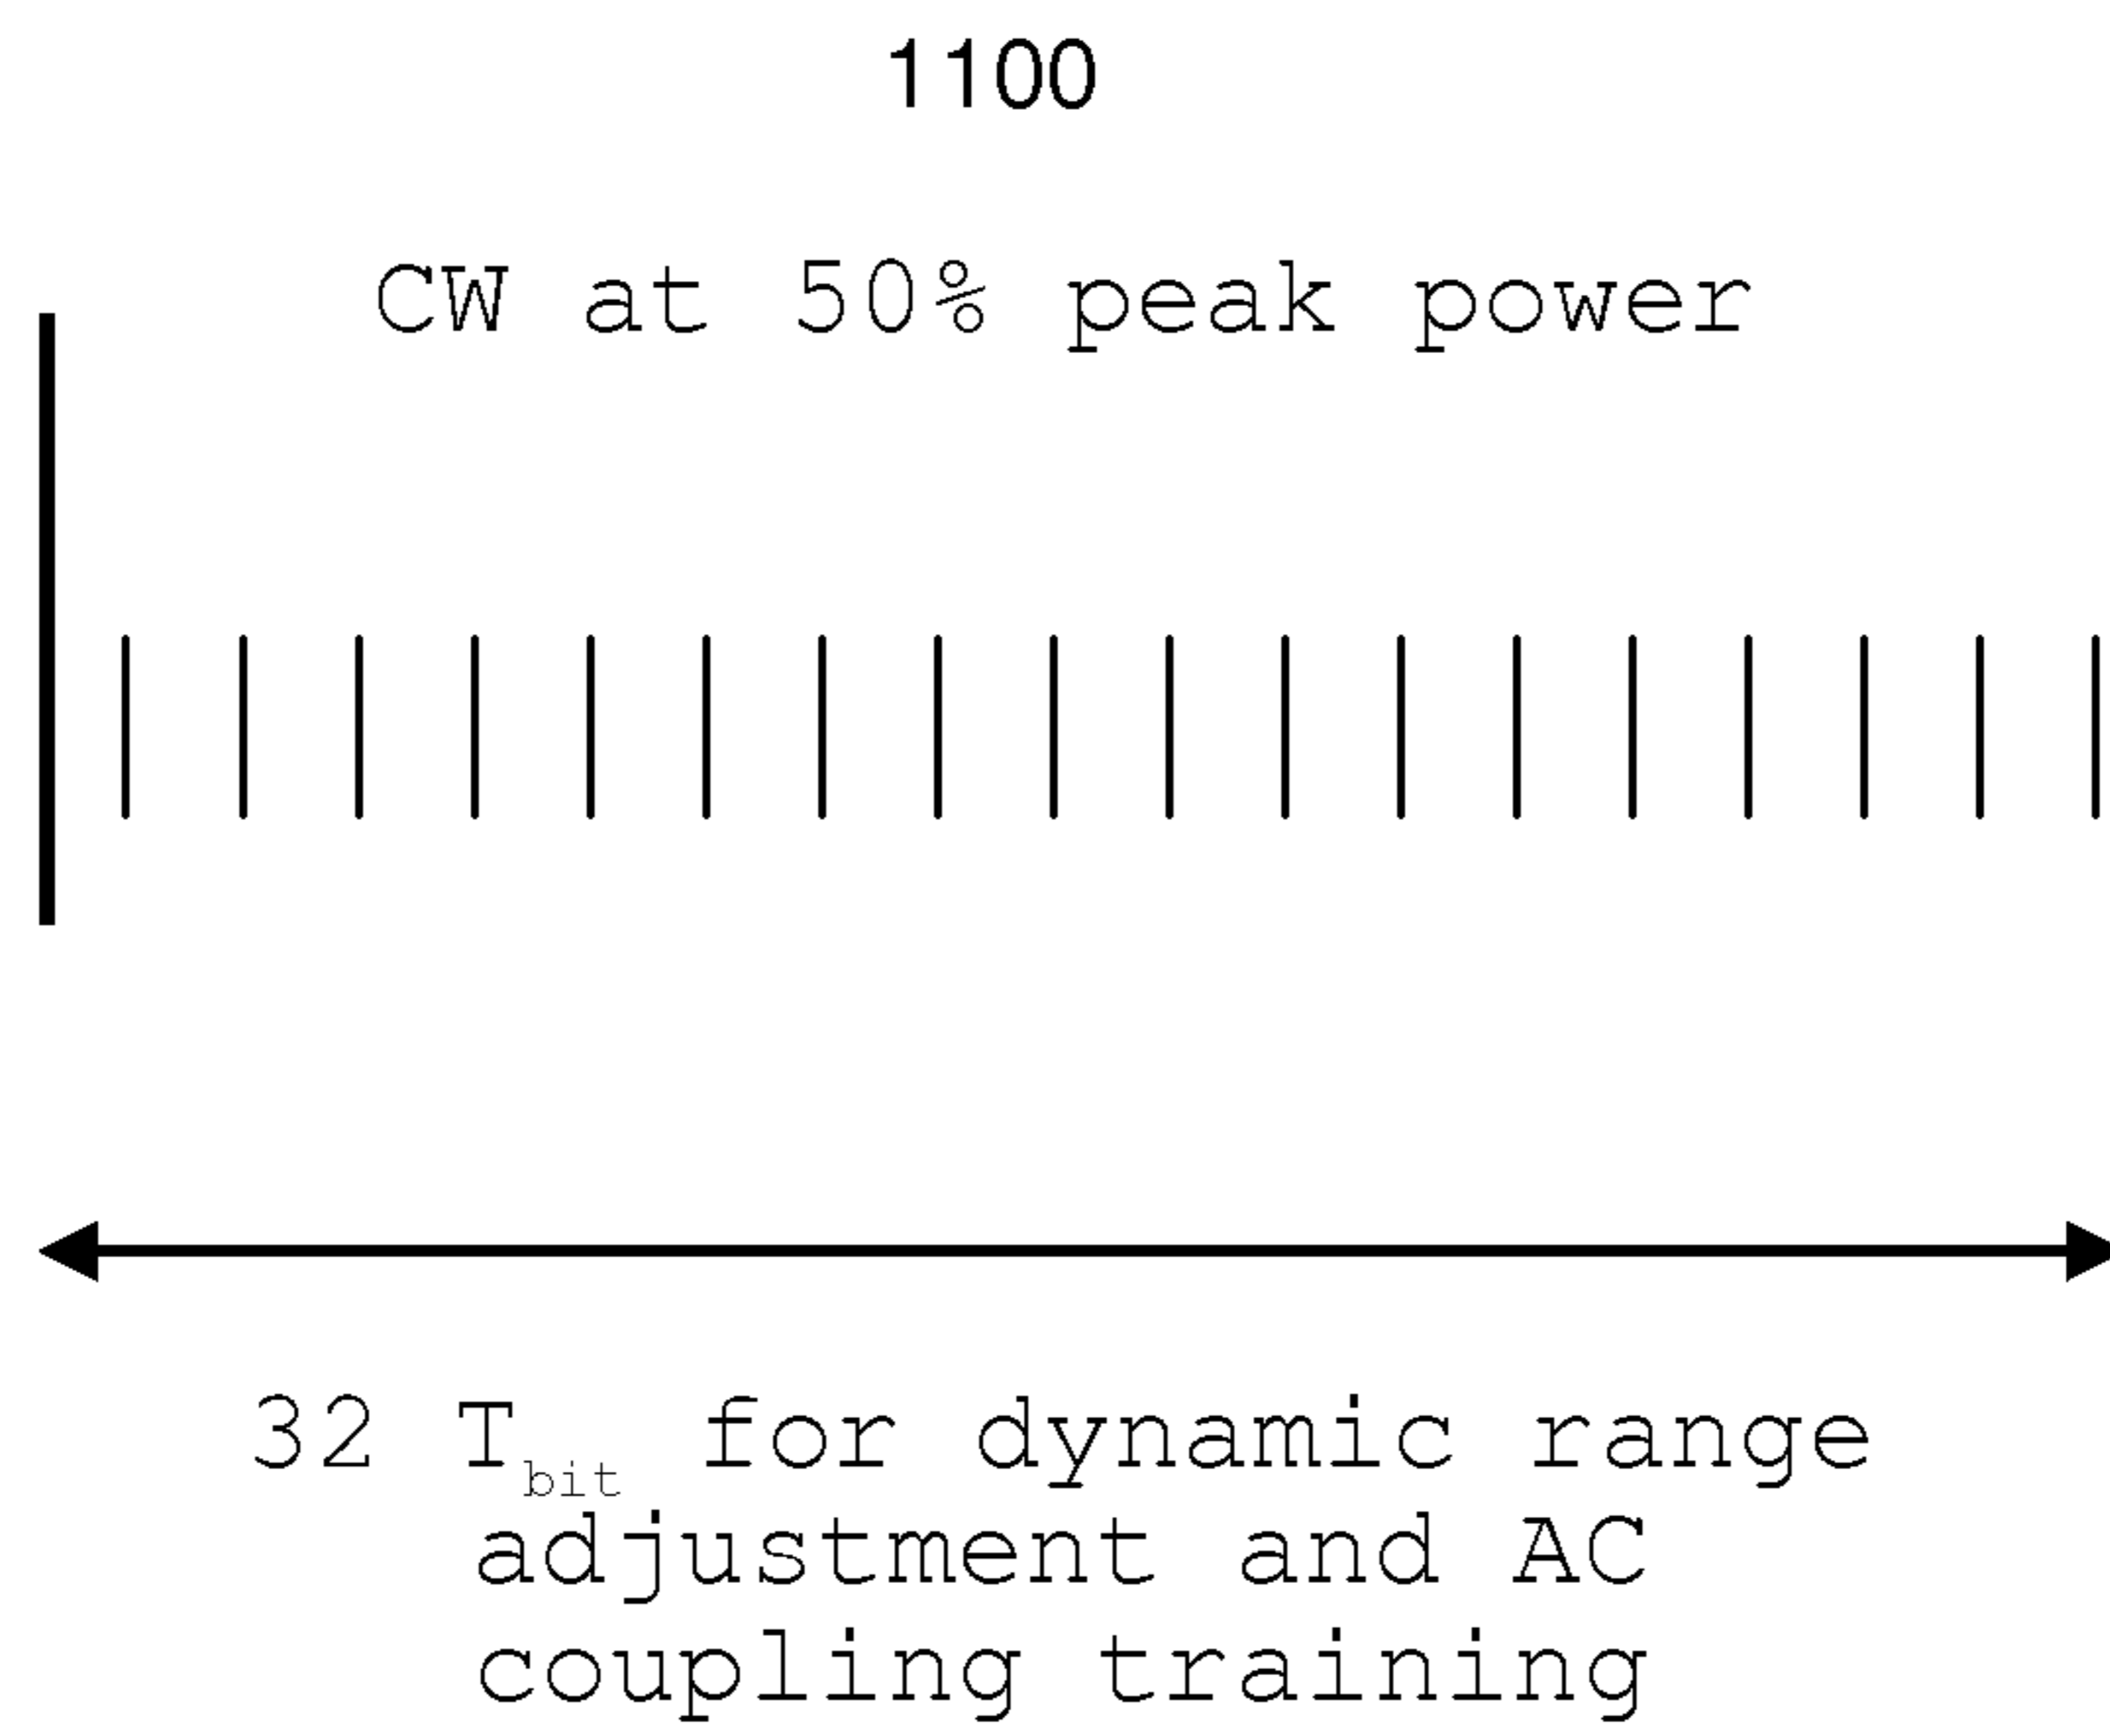 1100
CW at 50% peak power
32 Tbit for dynamic range
adjustment and AC
coupling training